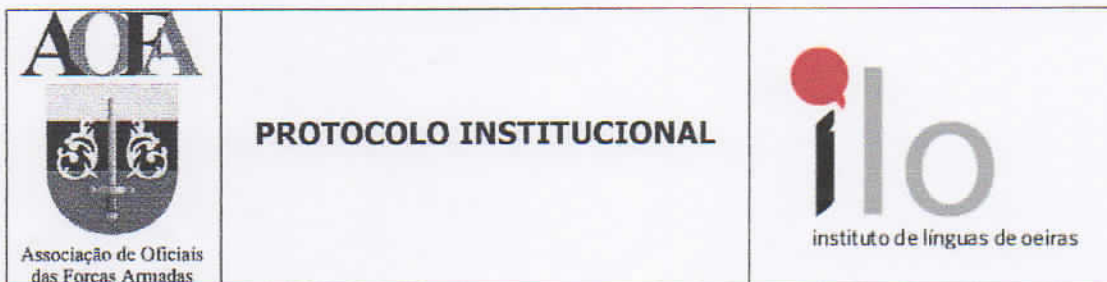 AOFA
Associação de Oficiais
das Forças Armadas
PROTOCOLO INSTITUCIONAL
ilo
instituto de línguas de oeiras